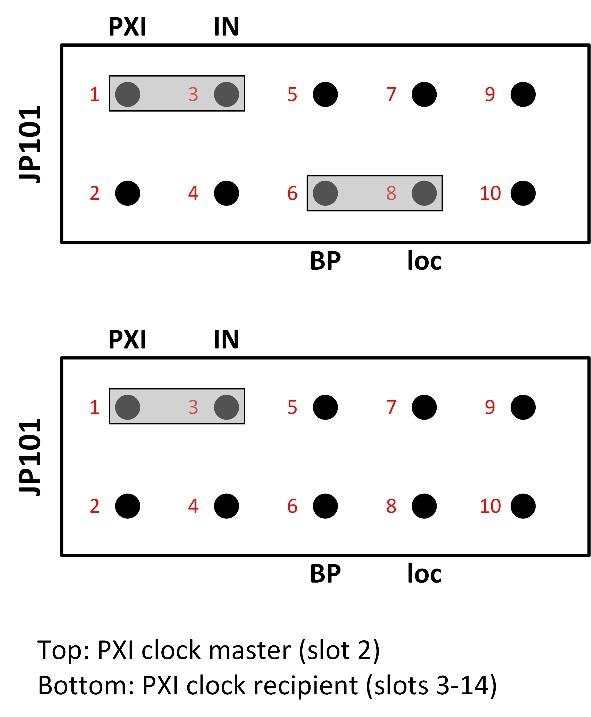 PXI IN
JP101
1 3 5 7 9
2 4 6 8 10
BP loc
PXI IN
JP101
1 3 5 7 9
2 4 6 8 10
BP loc
Top: PXI clock master (slot 2)
Bottom: PXI clock recipient (slots 3-14)